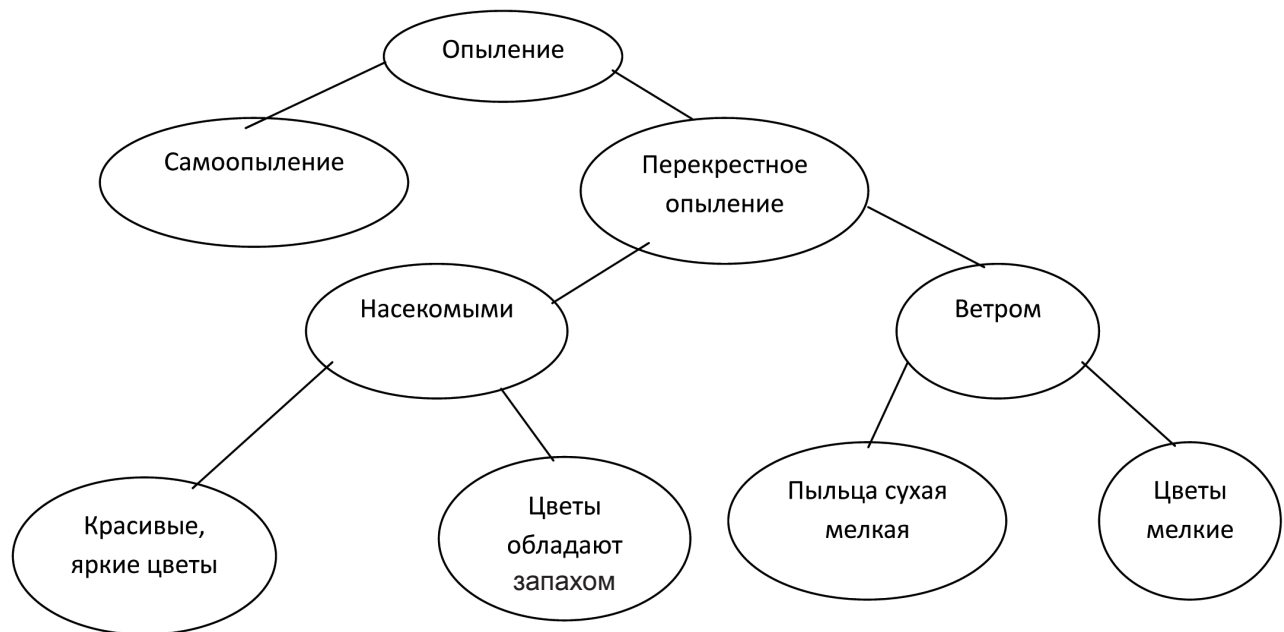 Опыление
Самоопыление
Перекрестное
опыление
Насекомыми
Ветром
Красивые,
яркие цветы
Цветы
обладают
запахом
Пыльца сухая
мелкая
Цветы
мелкие